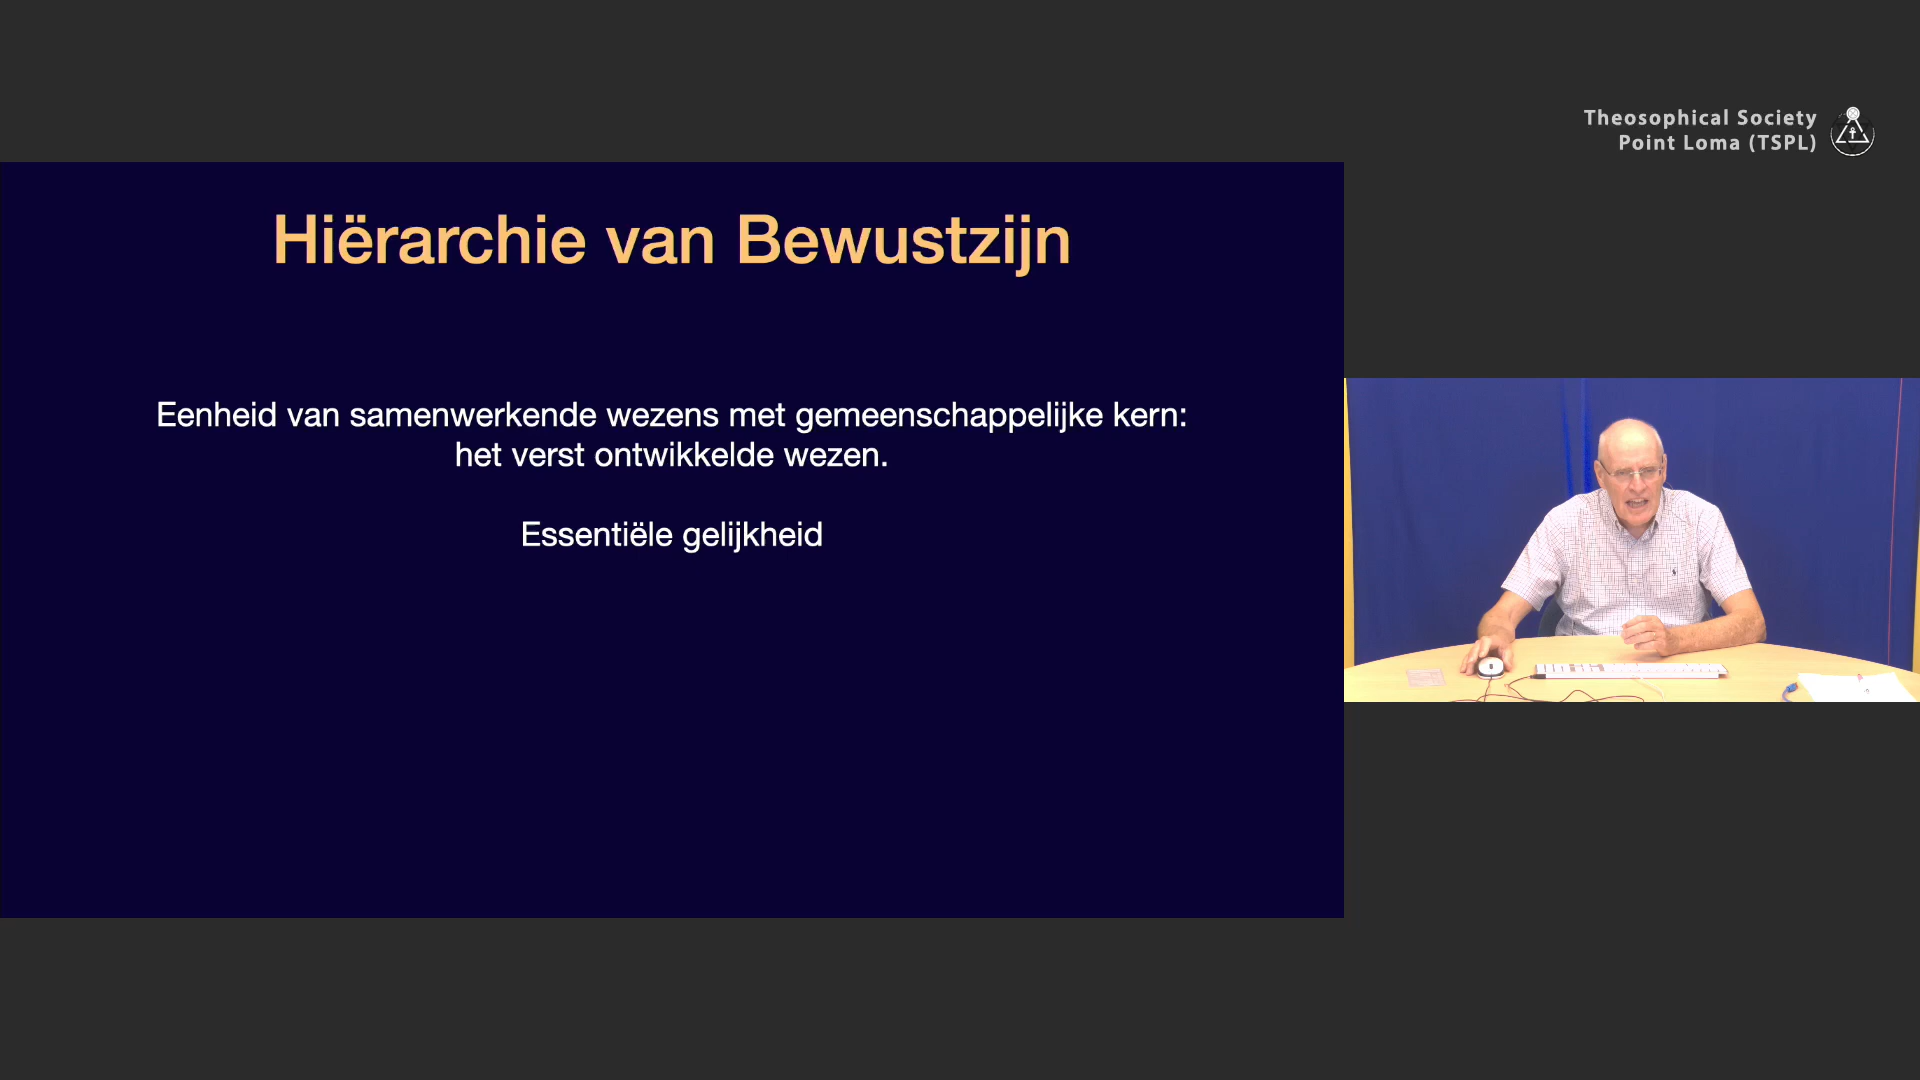 Theosophical Society
Point Loma (TSPL)
Hiërarchie van Bewustzijn
Eenheid van samenwerkende wezens met gemeenschappelijke kern:
het verst ontwikkelde wezen.
Essentiële gelijkheid